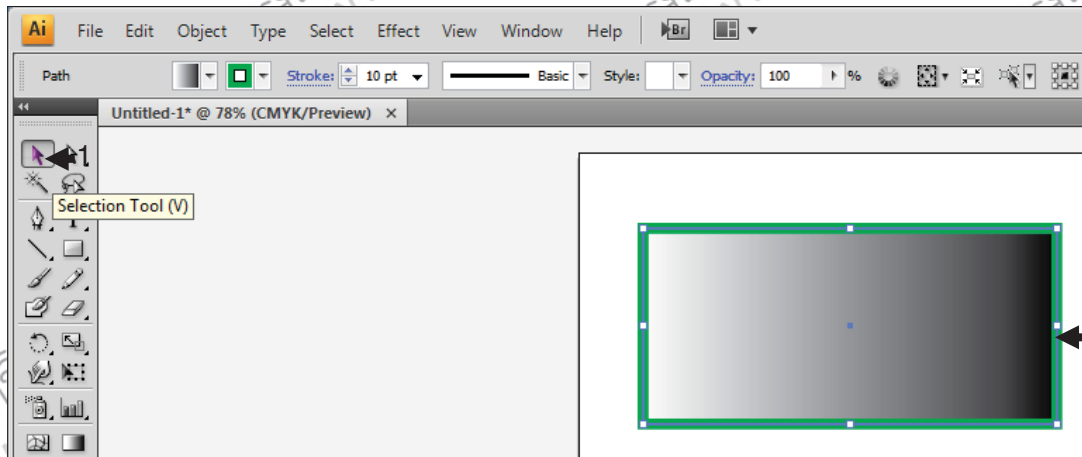 Ai File Edit Object Type Select Effect View Window Help Br
Path Stroke: 10 pt Basic Style: Opacity: 100 %
Untitled-1* @ 78% (CMYK/Preview) ×
1
Selection Tool (V)
T